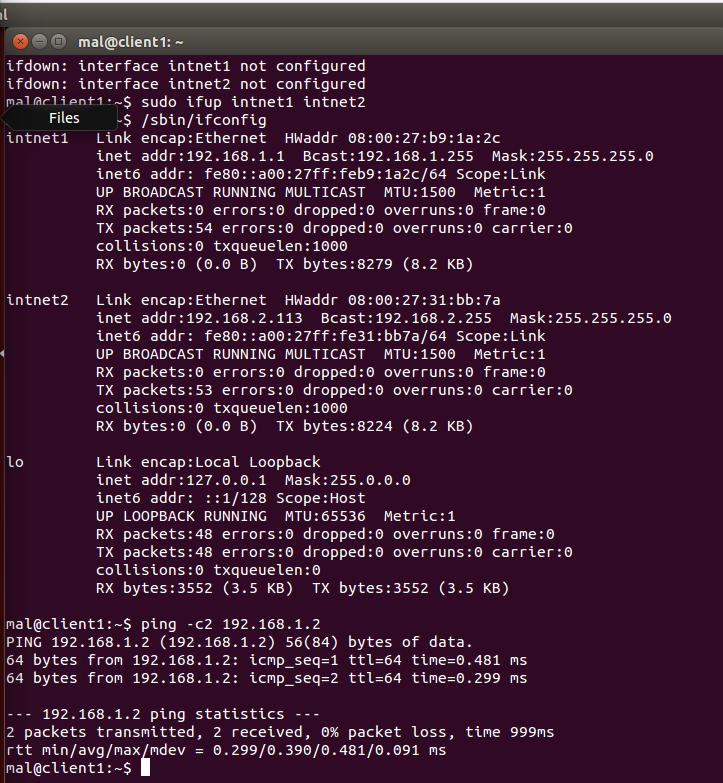 al
mal@client1: ~
ifdown: interface intnet1 not configured
ifdown: interface intnet2 not configured
mal@client1:~$ sudo ifup intnet1 intnet2
Files
~$ /sbin/ifconfig
intnet1   Link encap:Ethernet  HWaddr 08:00:27:b9:1a:2c
          inet addr:192.168.1.1  Bcast:192.168.1.255  Mask:255.255.255.0
          inet6 addr: fe80::a00:27ff:feb9:1a2c/64 Scope:Link
          UP BROADCAST RUNNING MULTICAST  MTU:1500  Metric:1
          RX packets:0 errors:0 dropped:0 overruns:0 frame:0
          TX packets:54 errors:0 dropped:0 overruns:0 carrier:0
          collisions:0 txqueuelen:1000
          RX bytes:0 (0.0 B)  TX bytes:8279 (8.2 KB)
intnet2   Link encap:Ethernet  HWaddr 08:00:27:31:bb:7a
          inet addr:192.168.2.113  Bcast:192.168.2.255  Mask:255.255.255.0
          inet6 addr: fe80::a00:27ff:fe31:bb7a/64 Scope:Link
          UP BROADCAST RUNNING MULTICAST  MTU:1500  Metric:1
          RX packets:0 errors:0 dropped:0 overruns:0 frame:0
          TX packets:53 errors:0 dropped:0 overruns:0 carrier:0
          collisions:0 txqueuelen:1000
          RX bytes:0 (0.0 B)  TX bytes:8224 (8.2 KB)
lo        Link encap:Local Loopback
          inet addr:127.0.0.1  Mask:255.0.0.0
          inet6 addr: ::1/128 Scope:Host
          UP LOOPBACK RUNNING  MTU:65536  Metric:1
          RX packets:48 errors:0 dropped:0 overruns:0 frame:0
          TX packets:48 errors:0 dropped:0 overruns:0 carrier:0
          collisions:0 txqueuelen:0
          RX bytes:3552 (3.5 KB)  TX bytes:3552 (3.5 KB)
mal@client1:~$ ping -c2 192.168.1.2
PING 192.168.1.2 (192.168.1.2) 56(84) bytes of data.
64 bytes from 192.168.1.2: icmp_seq=1 ttl=64 time=0.481 ms
64 bytes from 192.168.1.2: icmp_seq=2 ttl=64 time=0.299 ms
--- 192.168.1.2 ping statistics ---
2 packets transmitted, 2 received, 0% packet loss, time 999ms
rtt min/avg/max/mdev = 0.299/0.390/0.481/0.091 ms
mal@client1:~$